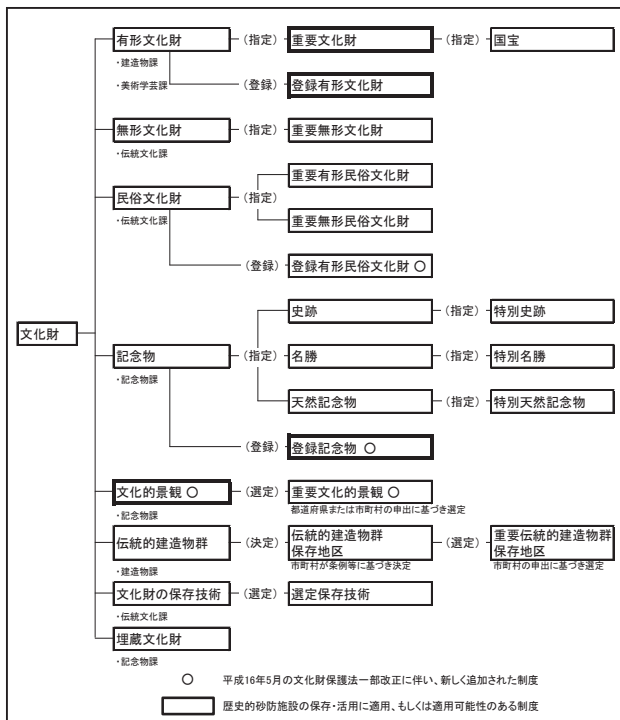 有形文化財 (指定) 重要文化財 (指定) 国宝
・建造物課
・美術学芸課 (登録) 登録有形文化財
無形文化財 (指定) 重要無形文化財
・伝統文化課
重要有形民俗文化財
民俗文化財 (指定)
・伝統文化課
重要無形民俗文化財
(登録) 登録有形民俗文化財 〇
史跡 (指定) 特別史跡
文化財
記念物 (指定) 名勝 (指定) 特別名勝
・記念物課
天然記念物 (指定) 特別天然記念物
(登録) 登録記念物 〇
文化的景観 〇 (選定) 重要文化的景観 〇
・記念物課 都道府県または市町村の申出に基づき選定
伝統的建造物群 (決定) 伝統的建造物群 (選定) 重要伝統的建造物群
保存地区 保存地区
・建造物課 市町村が条例等に基づき決定 市町村の申出に基づき選定
文化財の保存技術 (選定) 選定保存技術
・伝統文化課
埋蔵文化財
・記念物課
〇 平成16年5月の文化財保護法一部改正に伴い、新しく追加された制度
歴史的砂防施設の保存・活用に適用、もしくは適用可能性のある制度